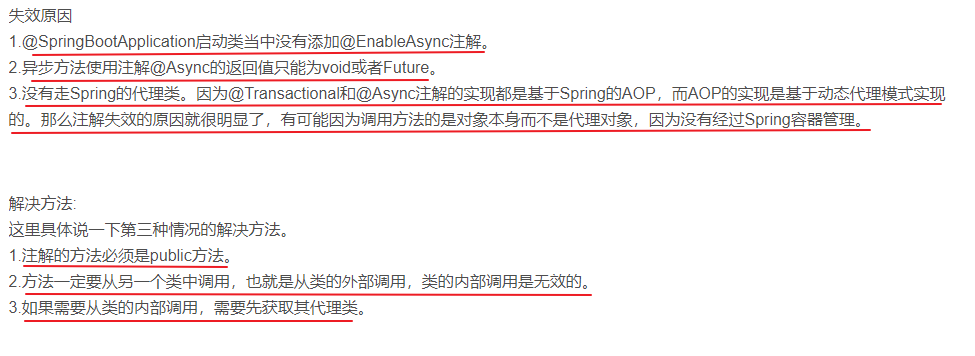 失效原因
1.@SpringBootApplication启动类当中没有添加@EnableAsync注解。
2.异步方法使用注解@Async的返回值只能为void或者Future。
3.没有走Spring的代理类。因为@Transactional和@Async注解的实现都是基于Spring的AOP，而AOP的实现是基于动态代理模式实现
的。那么注解失效的原因就很明显了，有可能因为调用方法的是对象本身而不是代理对象，因为没有经过Spring容器管理。
解决方法:
这里具体说一下第三种情况的解决方法。
1.注解的方法必须是public方法。
2.方法一定要从另一个类中调用，也就是从类的外部调用，类的内部调用是无效的。
3.如果需要从类的内部调用，需要先获取其代理类。